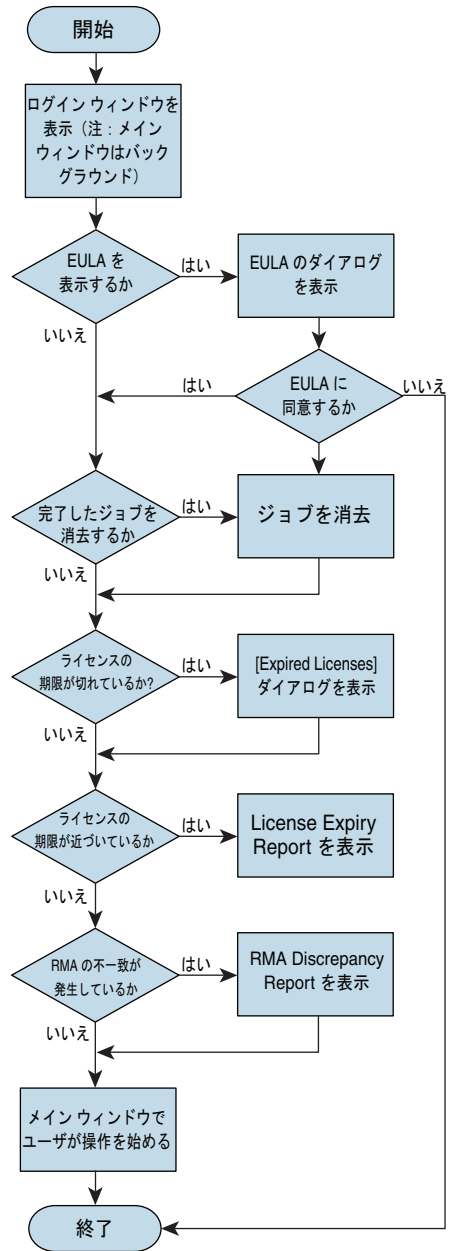 開始
ログイン ウィンドウを
表示（注：メイン
ウィンドウはバック
グラウンド）
EULA を
表示するか
はい
EULA のダイアログ
を表示
いいえ
はい
EULA に
同意するか
いいえ
完了したジョブを
消去するか
はい
ジョブを消去
いいえ
ライセンスの
期限が切れているか?
はい
[Expired Licenses]
ダイアログを表示
いいえ
ライセンスの
期限が近づいているか
はい
License Expiry
Report を表示
いいえ
RMA の不一致が
発生しているか
はい
RMA Discrepancy
Report を表示
いいえ
メイン ウィンドウで
ユーザが操作を始める
終了